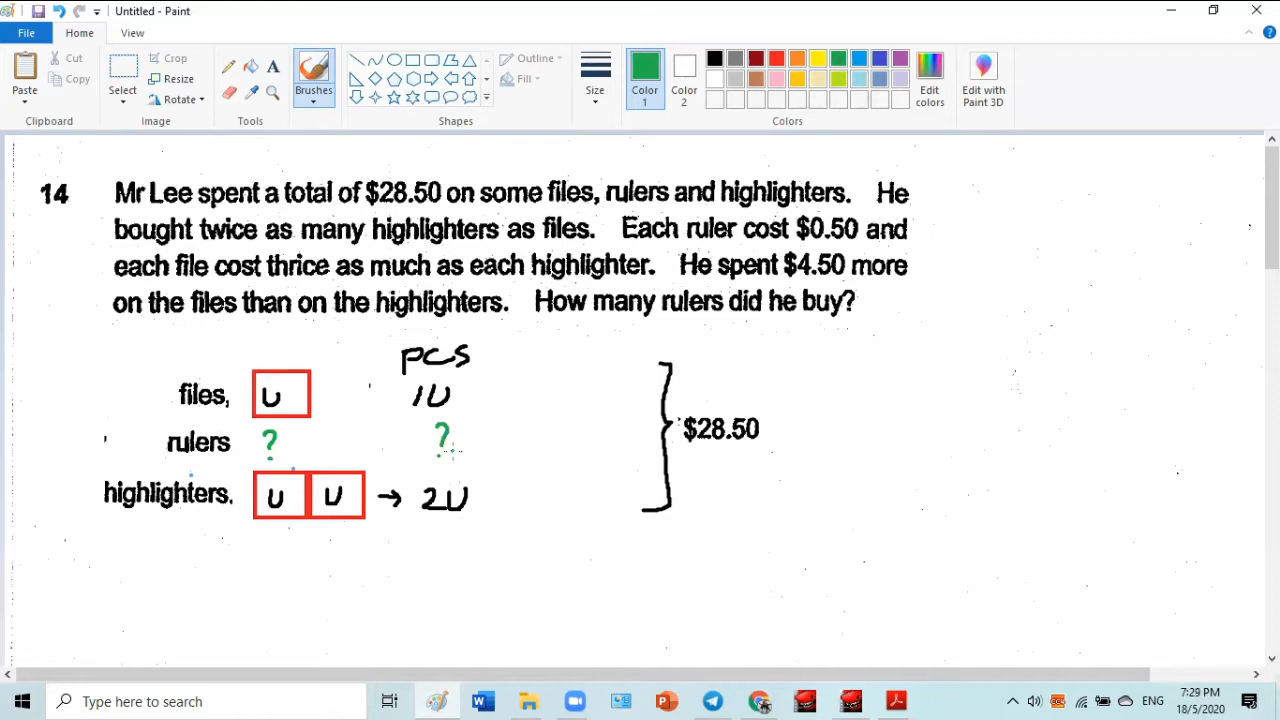 Untitled - Paint
File
Home
View
Paste
Cut
Copy
Clipboard
Select
Crop
Resize
Rotate
Image
Tools
Brushes
Outline
Fill
Shapes
Size
Color 1
Color 2
Edit colors
Edit with Paint 3D
Colors
14 Mr Lee spent a total of $28.50 on some files, rulers and highlighters. He
bought twice as many highlighters as files. Each ruler cost $0.50 and
each file cost thrice as much as each highlighter. He spent $4.50 more
on the files than on the highlighters. How many rulers did he buy?
PCS
files, U 1U
rulers ? ?
$28.50
highlighters. U U → 2U
Type here to search
ENG
7:29 PM
18/5/2020